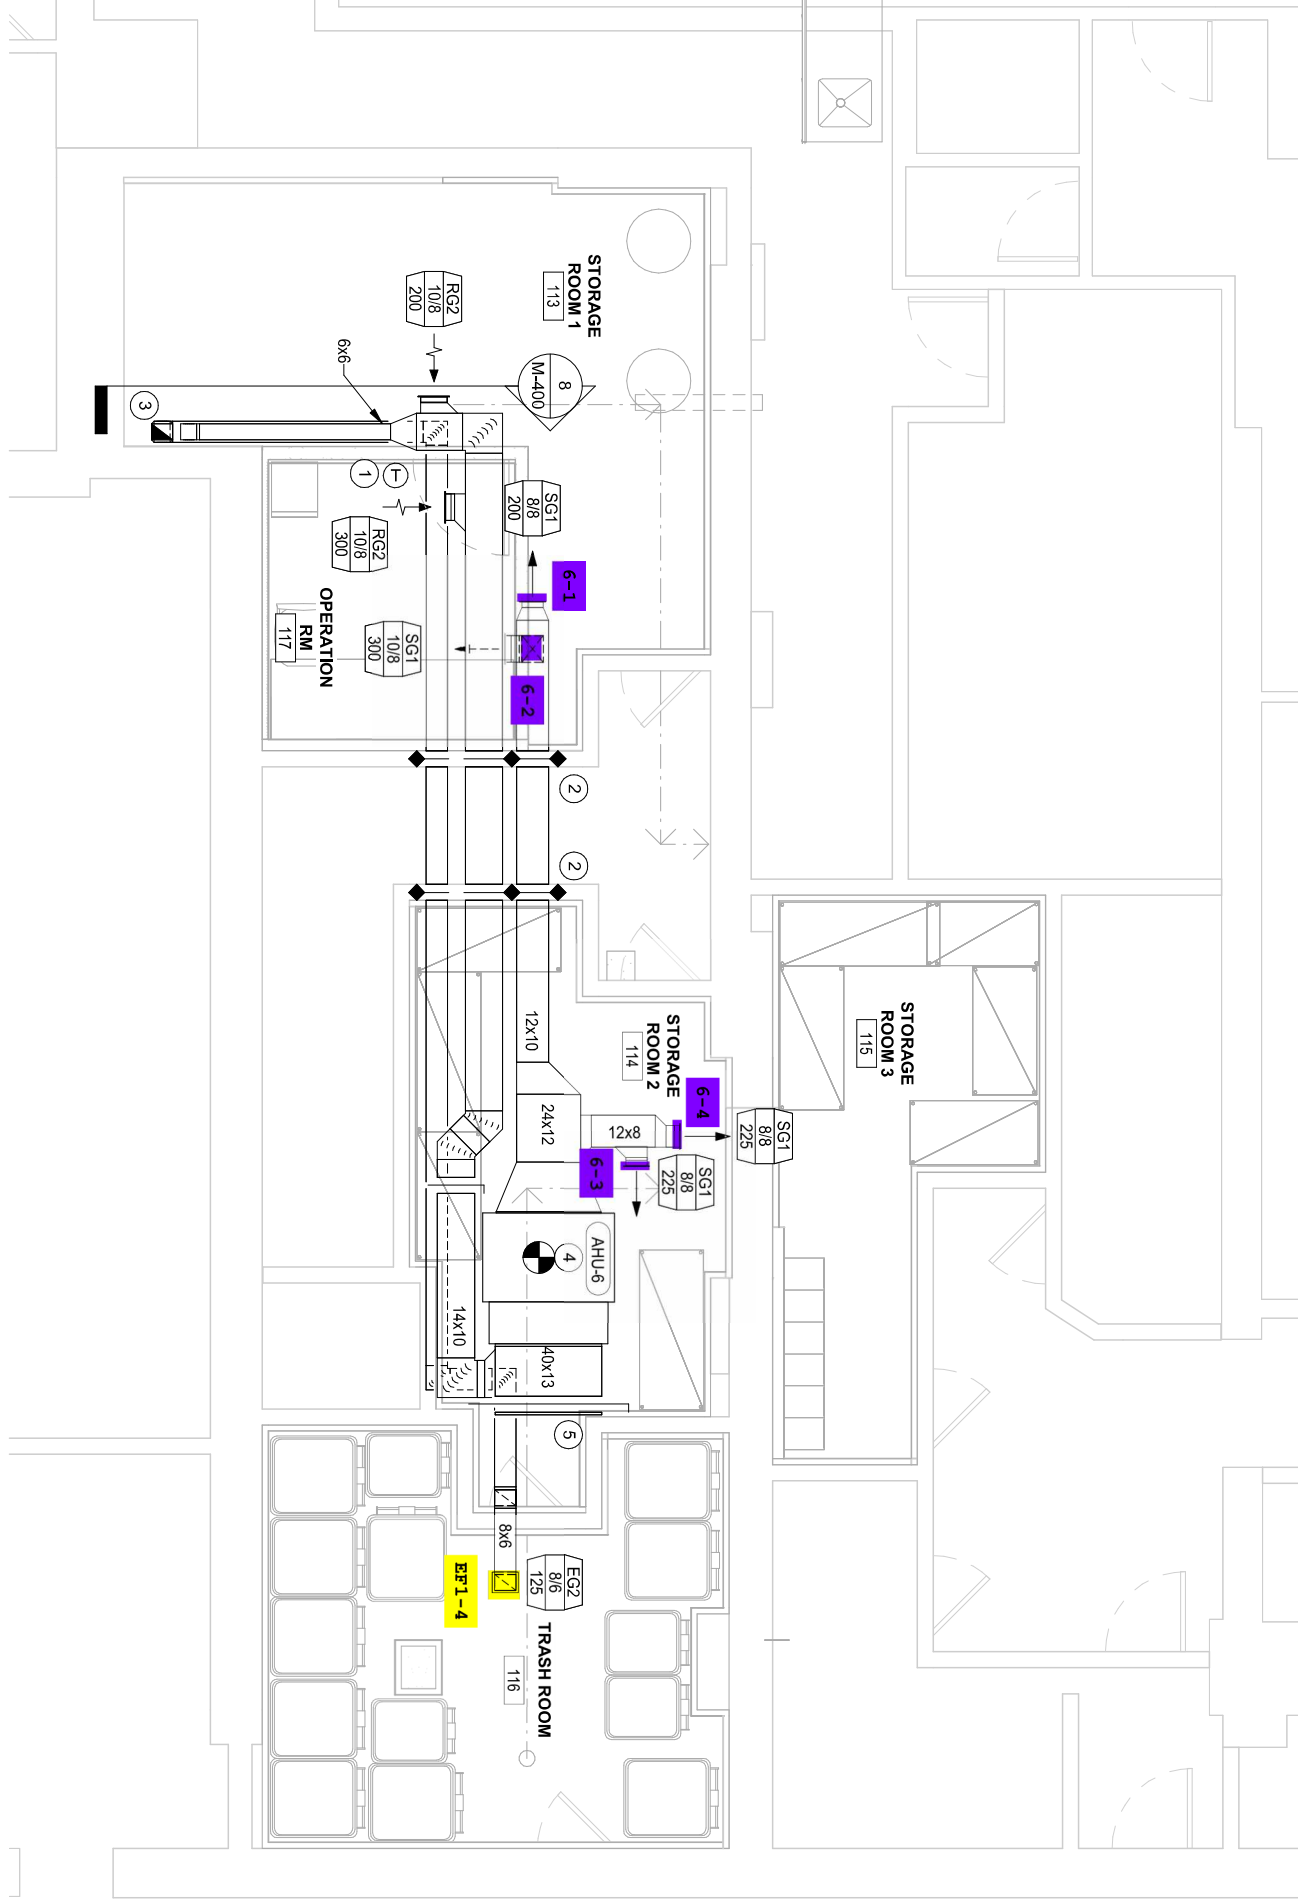 STORAGE
ROOM 1
113
RG2
10/8
200
8
M-400
6x6
3
1
T
SG1
8/8
200
RG2
10/8
300
6-1
OPERATION
RM
117
SG1
10/8
300
6-2
2
2
12x10
STORAGE
ROOM 2
114
STORAGE
ROOM 3
115
6-4
24x12
12x8
SG1
8/8
225
6-3
SG1
8/8
225
AHU-6
4
14x10
40x13
5
8x6
EG2
8/6
125
EF1-4
TRASH ROOM
116